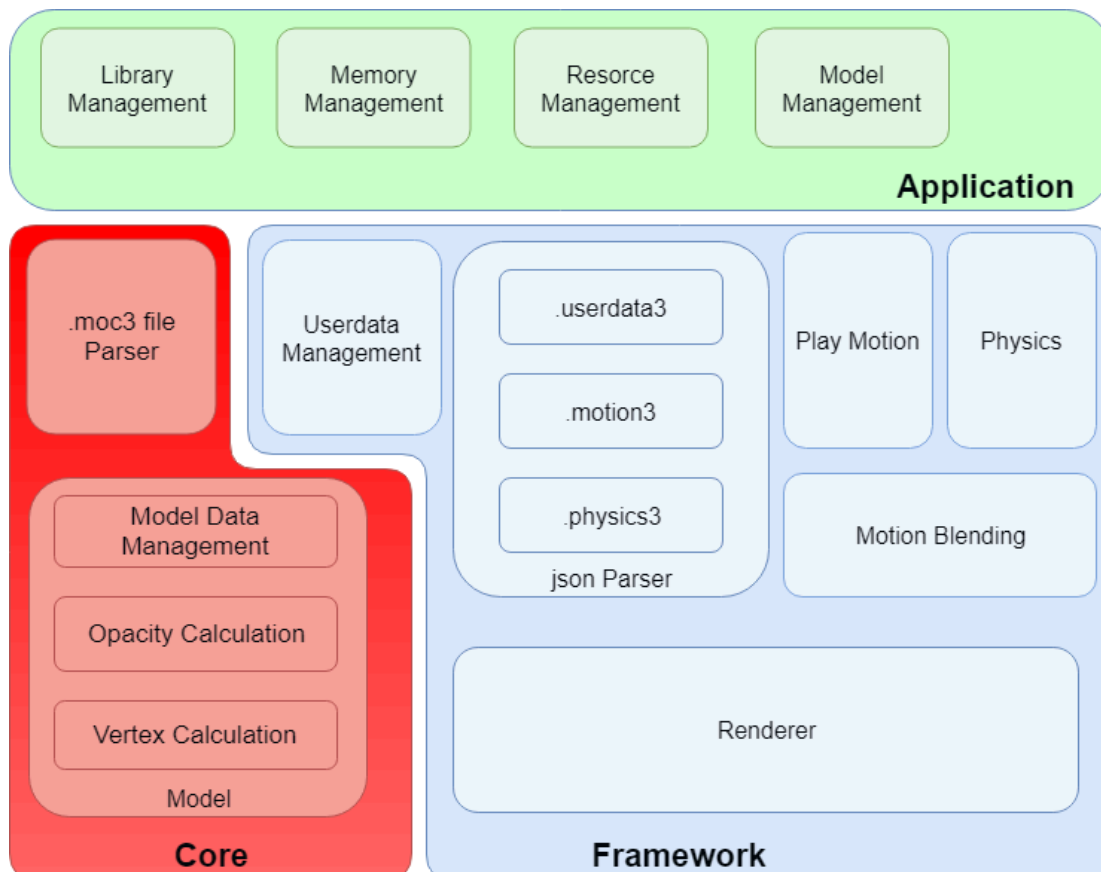 Library
Management
Memory
Management
Resorce
Management
Model
Management
Application
.moc3 file
Parser
Model Data
Management
Opacity Calculation
Vertex Calculation
Model
Core
Userdata
Management
.userdata3
.motion3
.physics3
json Parser
Play Motion
Physics
Motion Blending
Renderer
Framework